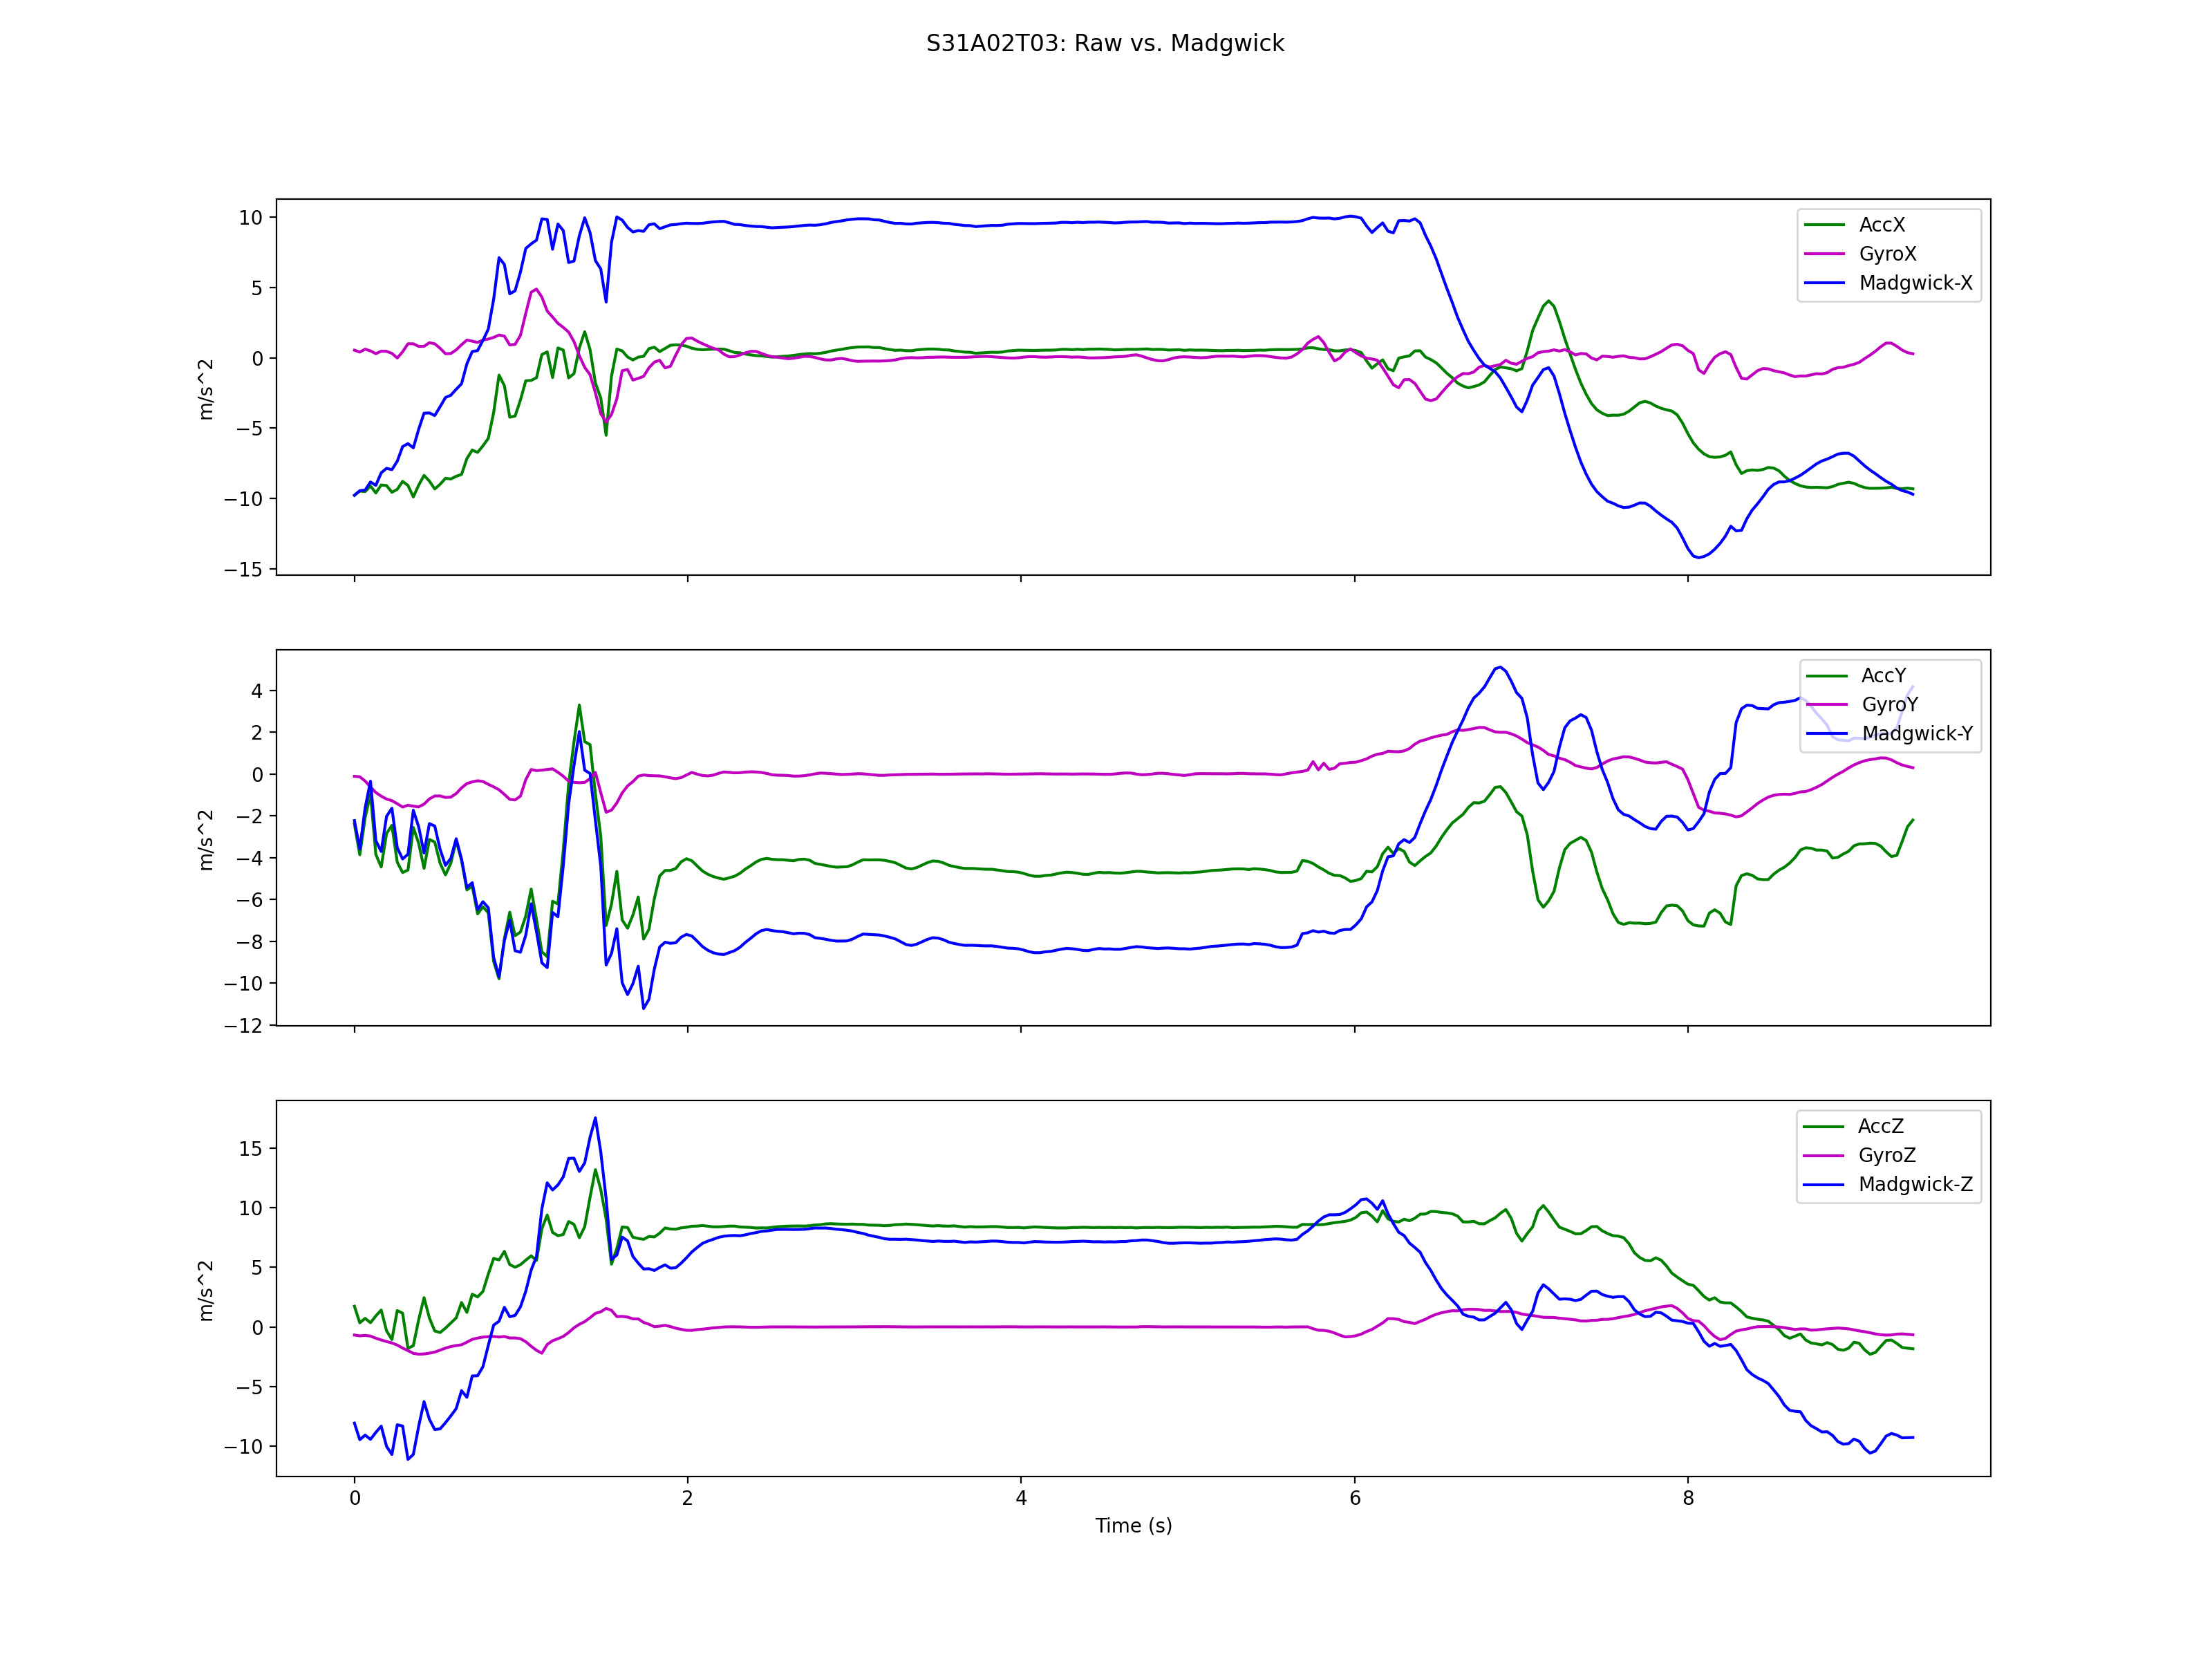 S31A02T03: Raw vs. Madgwick
10
5
0
−5
−10
−15
m/s^2
AccX
GyroX
Madgwick-X
4
2
0
−2
−4
−6
−8
−10
−12
m/s^2
AccY
GyroY
Madgwick-Y
15
10
5
0
−5
−10
m/s^2
AccZ
GyroZ
Madgwick-Z
0 2 4 6 8
Time (s)